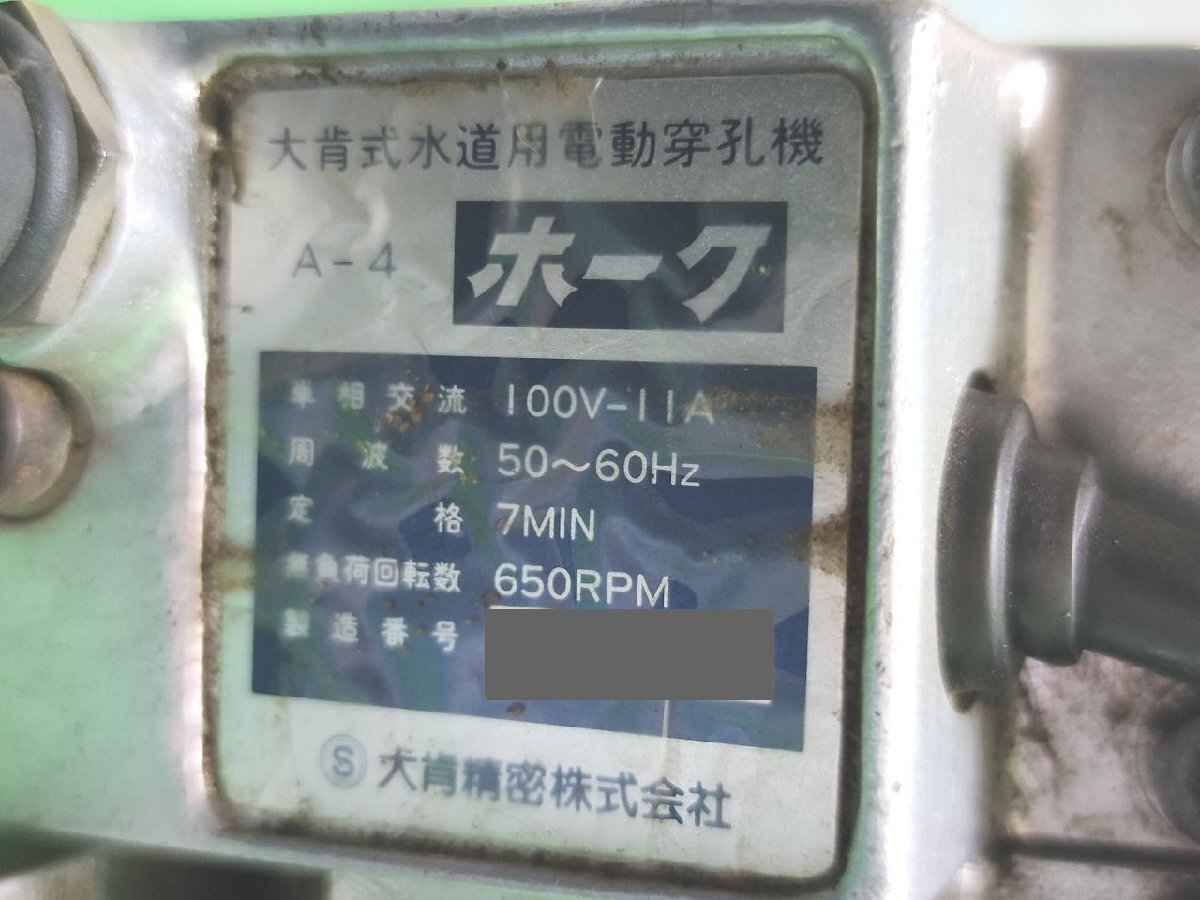 大肯式水道用電動穿孔機
A-4 ホーク
単相交流 100V-11A
周波数 50〜60Hz
定格 7MIN
無負荷回転数 650RPM
製造番号
Ⓢ 大肯精密株式会社